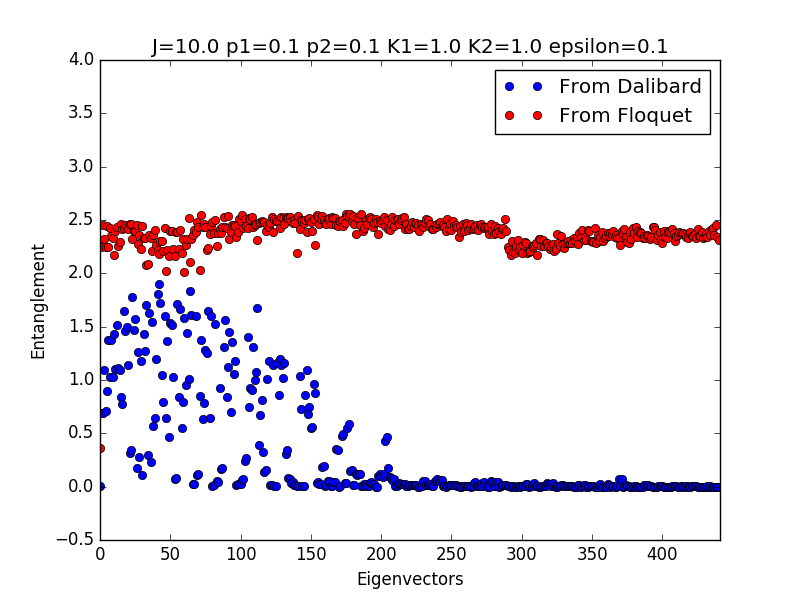 J=10.0 p1=0.1 p2=0.1 K1=1.0 K2=1.0 epsilon=0.1
4.0
From Dalibard
From Floquet
3.5
3.0
2.5
2.0
1.5
1.0
0.5
0.0
−0.5
Entanglement
0 50 100 150 200 250 300 350 400
Eigenvectors